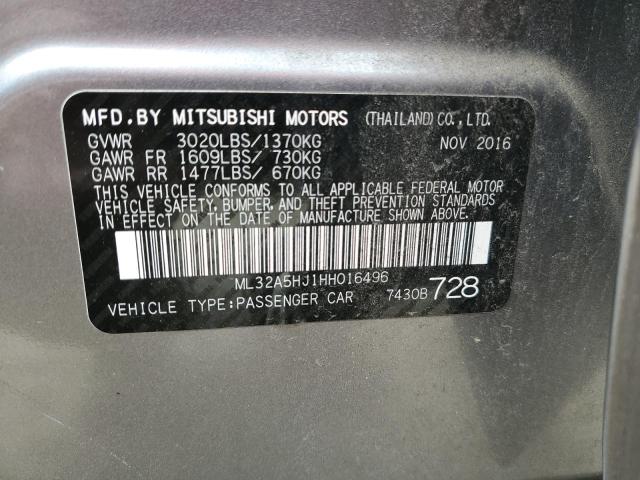 MFD.BY MITSUBISHI MOTORS (THAILAND) CO.,LTD.
GVWR 3020LBS/1370KG NOV 2016
GAWR FR 1609LBS/ 730KG
GAWR RR 1477LBS/ 670KG
THIS VEHICLE CONFORMS TO ALL APPLICABLE FEDERAL MOTOR
VEHICLE SAFETY, BUMPER, AND THEFT PREVENTION STANDARDS
IN EFFECT ON THE DATE OF MANUFACTURE SHOWN ABOVE.
ML32A5HJ1HH016496
VEHICLE TYPE:PASSENGER CAR 7430B 728